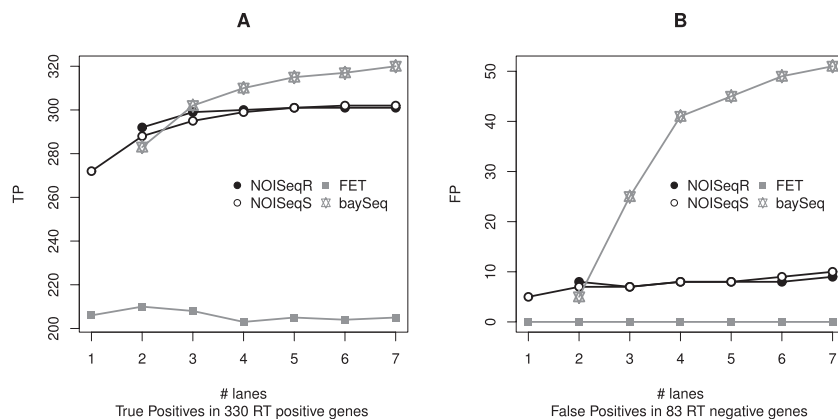 A
TP
320
300
280
260
240
220
200
NOISeqR
NOISeqS
FET
baySeq
1 2 3 4 5 6 7
# lanes
True Positives in 330 RT positive genes
B
FP
50
40
30
20
10
0
NOISeqR
NOISeqS
FET
baySeq
1 2 3 4 5 6 7
# lanes
False Positives in 83 RT negative genes